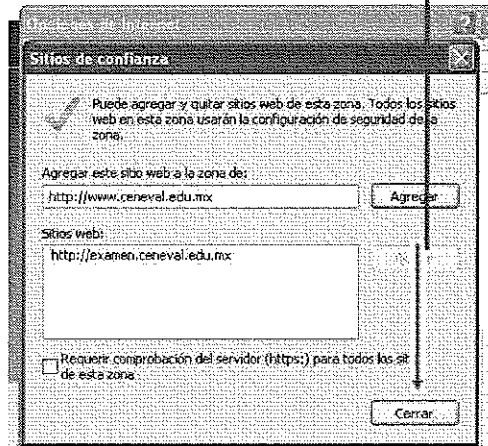 Opciones de Internet
Sitios de confianza
Puede agregar y quitar sitios web de esta zona. Todos los sitios
web en esta zona usarán la configuración de seguridad de la
zona.
Agregar este sitio web a la zona de:
http://www.ceneval.edu.mx
Agregar
Sitios web:
http://examen.ceneval.edu.mx
Requerir comprobación del servidor (https:) para todos los sit
de esta zona
Cerrar